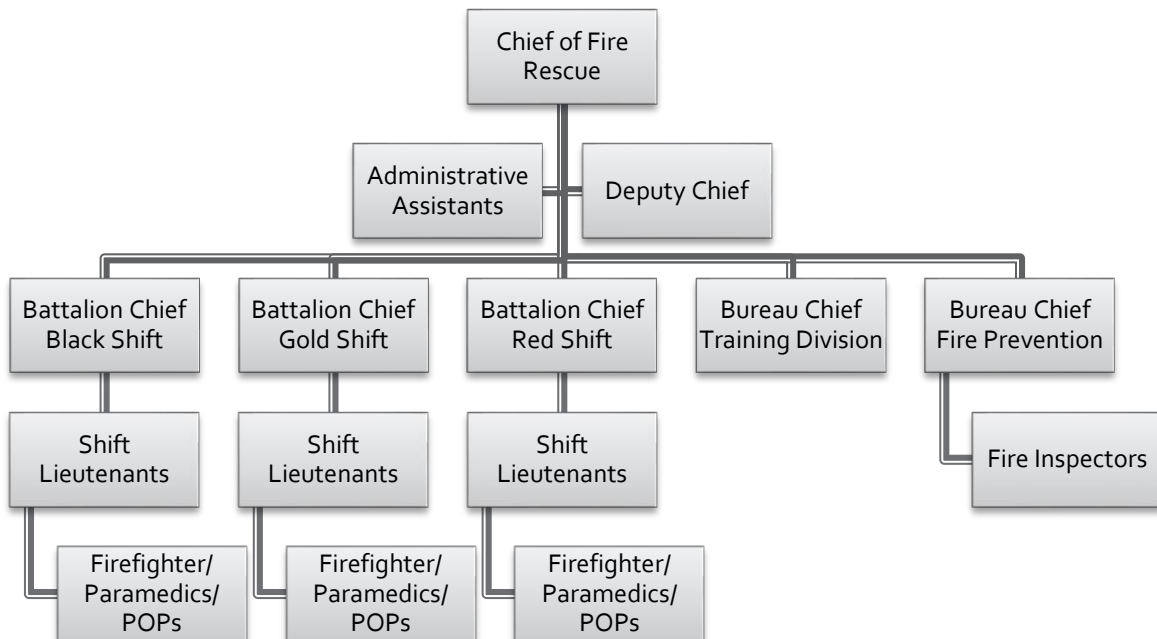 Chief of Fire
Rescue
Administrative
Assistants
Deputy Chief
Battalion Chief
Black Shift
Battalion Chief
Gold Shift
Battalion Chief
Red Shift
Bureau Chief
Training Division
Bureau Chief
Fire Prevention
Shift
Lieutenants
Shift
Lieutenants
Shift
Lieutenants
Fire Inspectors
Firefighter/
Paramedics/
POPs
Firefighter/
Paramedics/
POPs
Firefighter/
Paramedics/
POPs